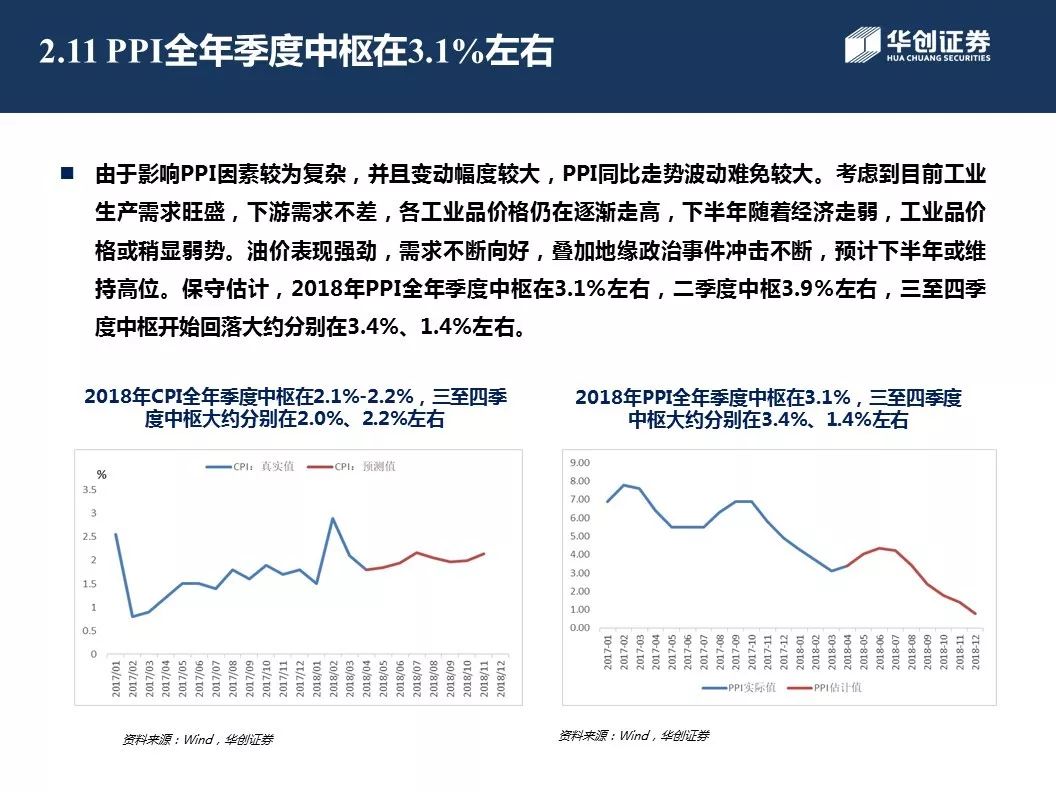 2.11 PPI全年季度中枢在3.1%左右
华创证券
HUA CHUANG SECURITIES
由于影响PPI因素较为复杂，并且变动幅度较大，PPI同比走势波动难免较大。考虑到目前工业
生产需求旺盛，下游需求不差，各工业品价格仍在逐渐走高，下半年随着经济走弱，工业品价
格或稍显弱势。油价表现强劲，需求不断向好，叠加地缘政治事件冲击不断，预计下半年或维
持高位。保守估计，2018年PPI全年季度中枢在3.1%左右，二季度中枢3.9%左右，三至四季
度中枢开始回落大约分别在3.4%、1.4%左右。
2018年CPI全年季度中枢在2.1%-2.2%，三至四季
度中枢大约分别在2.0%、2.2%左右
%
CPI：真实值 CPI：预测值
3.5
3
2.5
2
1.5
1
0.5
0
2017/01 2017/02 2017/03 2017/04 2017/05 2017/06 2017/07 2017/08 2017/09 2017/10 2017/11 2017/12 2018/01 2018/02 2018/03 2018/04 2018/05 2018/06 2018/07 2018/08 2018/09 2018/10 2018/11 2018/12
资料来源：Wind，华创证券
2018年PPI全年季度中枢在3.1%，三至四季度
中枢大约分别在3.4%、1.4%左右
9.00
8.00
7.00
6.00
5.00
4.00
3.00
2.00
1.00
0.00
2017-01 2017-02 2017-03 2017-04 2017-05 2017-06 2017-07 2017-08 2017-09 2017-10 2017-11 2017-12 2018-01 2018-02 2018-03 2018-04 2018-05 2018-06 2018-07 2018-08 2018-09 2018-10 2018-11 2018-12
PPI实际值 PPI估计值
资料来源：Wind，华创证券